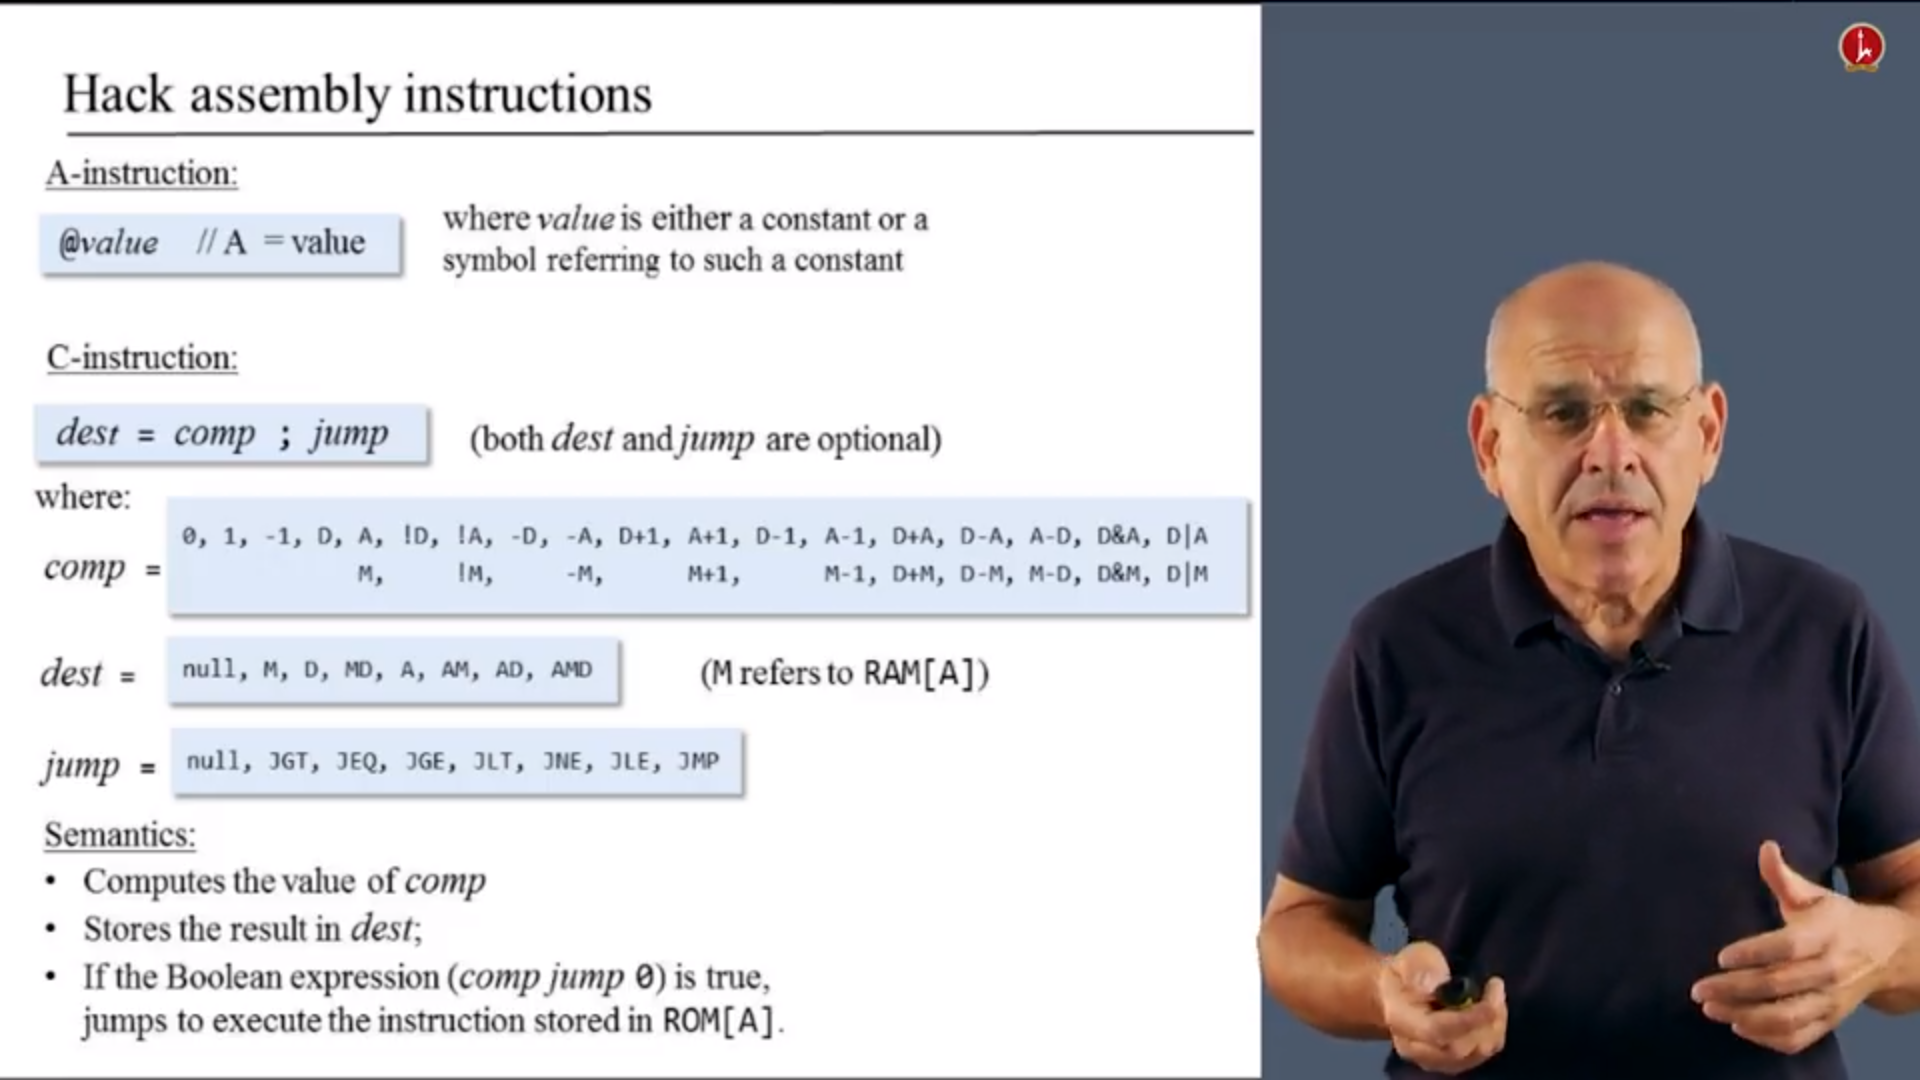 Hack assembly instructions
A-instruction:
@value // A = value
where value is either a constant or a
symbol referring to such a constant
C-instruction:
dest = comp ; jump
(both dest and jump are optional)
where:
comp =
0, 1, -1, D, A, !D, !A, -D, -A, D+1, A+1, D-1, A-1, D+A, D-A, A-D, D&A, D|A
M, !M, -M, M+1, M-1, D+M, D-M, M-D, D&M, D|M
dest = null, M, D, MD, A, AM, AD, AMD (M refers to RAM[A])
jump = null, JGT, JEQ, JGE, JLT, JNE, JLE, JMP
Semantics:
• Computes the value of comp
• Stores the result in dest;
• If the Boolean expression (comp jump 0) is true,
jumps to execute the instruction stored in ROM[A].